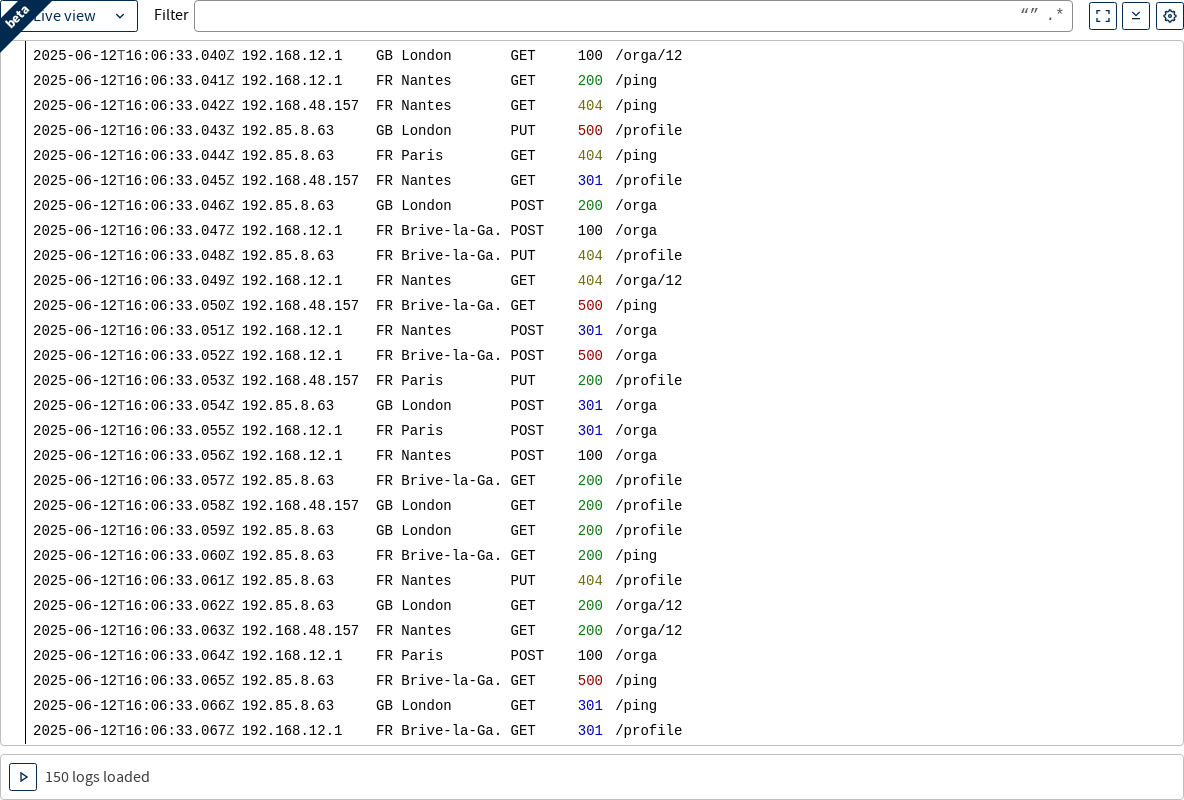 beta
Live view
Filter
“” .*
2025-06-12T16:06:33.040Z 192.168.12.1 GB London GET 100 /orga/12
2025-06-12T16:06:33.041Z 192.168.12.1 FR Nantes GET 200 /ping
2025-06-12T16:06:33.042Z 192.168.48.157 FR Nantes GET 404 /ping
2025-06-12T16:06:33.043Z 192.85.8.63 GB London PUT 500 /profile
2025-06-12T16:06:33.044Z 192.85.8.63 FR Paris GET 404 /ping
2025-06-12T16:06:33.045Z 192.168.48.157 FR Nantes GET 301 /profile
2025-06-12T16:06:33.046Z 192.85.8.63 GB London POST 200 /orga
2025-06-12T16:06:33.047Z 192.168.12.1 FR Brive-la-Ga. POST 100 /orga
2025-06-12T16:06:33.048Z 192.85.8.63 FR Brive-la-Ga. PUT 404 /profile
2025-06-12T16:06:33.049Z 192.168.12.1 FR Nantes GET 404 /orga/12
2025-06-12T16:06:33.050Z 192.168.48.157 FR Brive-la-Ga. GET 500 /ping
2025-06-12T16:06:33.051Z 192.168.12.1 FR Nantes POST 301 /orga
2025-06-12T16:06:33.052Z 192.168.12.1 FR Brive-la-Ga. POST 500 /orga
2025-06-12T16:06:33.053Z 192.168.48.157 FR Paris PUT 200 /profile
2025-06-12T16:06:33.054Z 192.85.8.63 GB London POST 301 /orga
2025-06-12T16:06:33.055Z 192.168.12.1 FR Paris POST 301 /orga
2025-06-12T16:06:33.056Z 192.168.12.1 FR Nantes POST 100 /orga
2025-06-12T16:06:33.057Z 192.85.8.63 FR Brive-la-Ga. GET 200 /profile
2025-06-12T16:06:33.058Z 192.168.48.157 GB London GET 200 /profile
2025-06-12T16:06:33.059Z 192.85.8.63 GB London GET 200 /profile
2025-06-12T16:06:33.060Z 192.85.8.63 FR Brive-la-Ga. GET 200 /ping
2025-06-12T16:06:33.061Z 192.85.8.63 FR Nantes PUT 404 /profile
2025-06-12T16:06:33.062Z 192.85.8.63 GB London GET 200 /orga/12
2025-06-12T16:06:33.063Z 192.168.48.157 FR Nantes GET 200 /orga/12
2025-06-12T16:06:33.064Z 192.168.12.1 FR Paris POST 100 /orga
2025-06-12T16:06:33.065Z 192.85.8.63 FR Brive-la-Ga. GET 500 /ping
2025-06-12T16:06:33.066Z 192.85.8.63 GB London GET 301 /ping
2025-06-12T16:06:33.067Z 192.168.12.1 FR Brive-la-Ga. GET 301 /profile
150 logs loaded